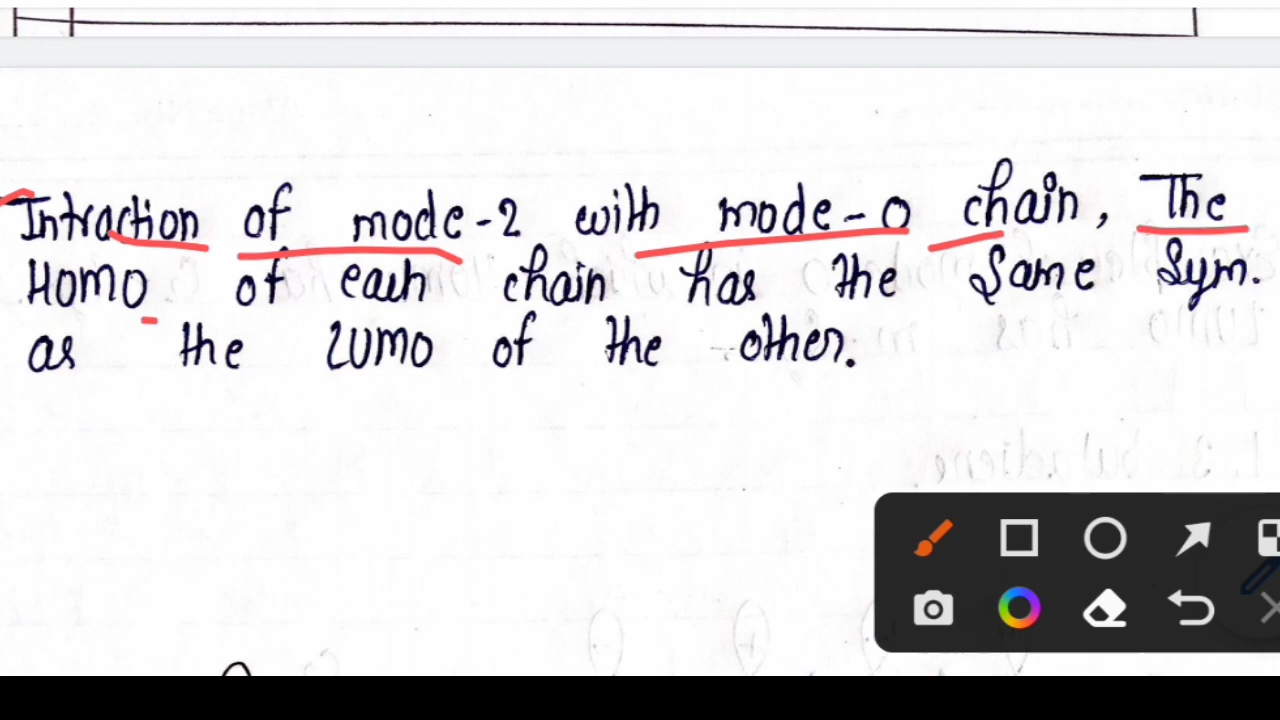 Intraction of mode-2 with mode-0 chain, The
Homo of each chain has the same sym.
as the LUMO of the other.